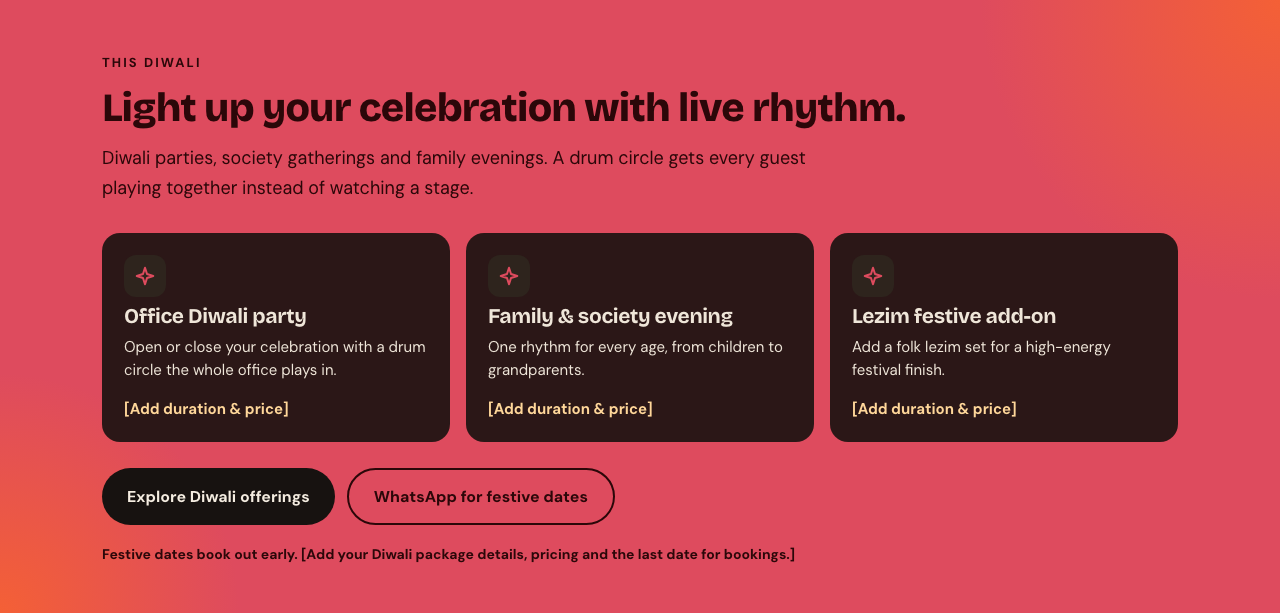 THIS DIWALI
Light up your celebration with live rhythm.
Diwali parties, society gatherings and family evenings. A drum circle gets every guest
playing together instead of watching a stage.
Office Diwali party
Open or close your celebration with a drum
circle the whole office plays in.
[Add duration & price]
Family & society evening
One rhythm for every age, from children to
grandparents.
[Add duration & price]
Lezim festive add-on
Add a folk lezim set for a high-energy
festival finish.
[Add duration & price]
Explore Diwali offerings
WhatsApp for festive dates
Festive dates book out early. [Add your Diwali package details, pricing and the last date for bookings.]